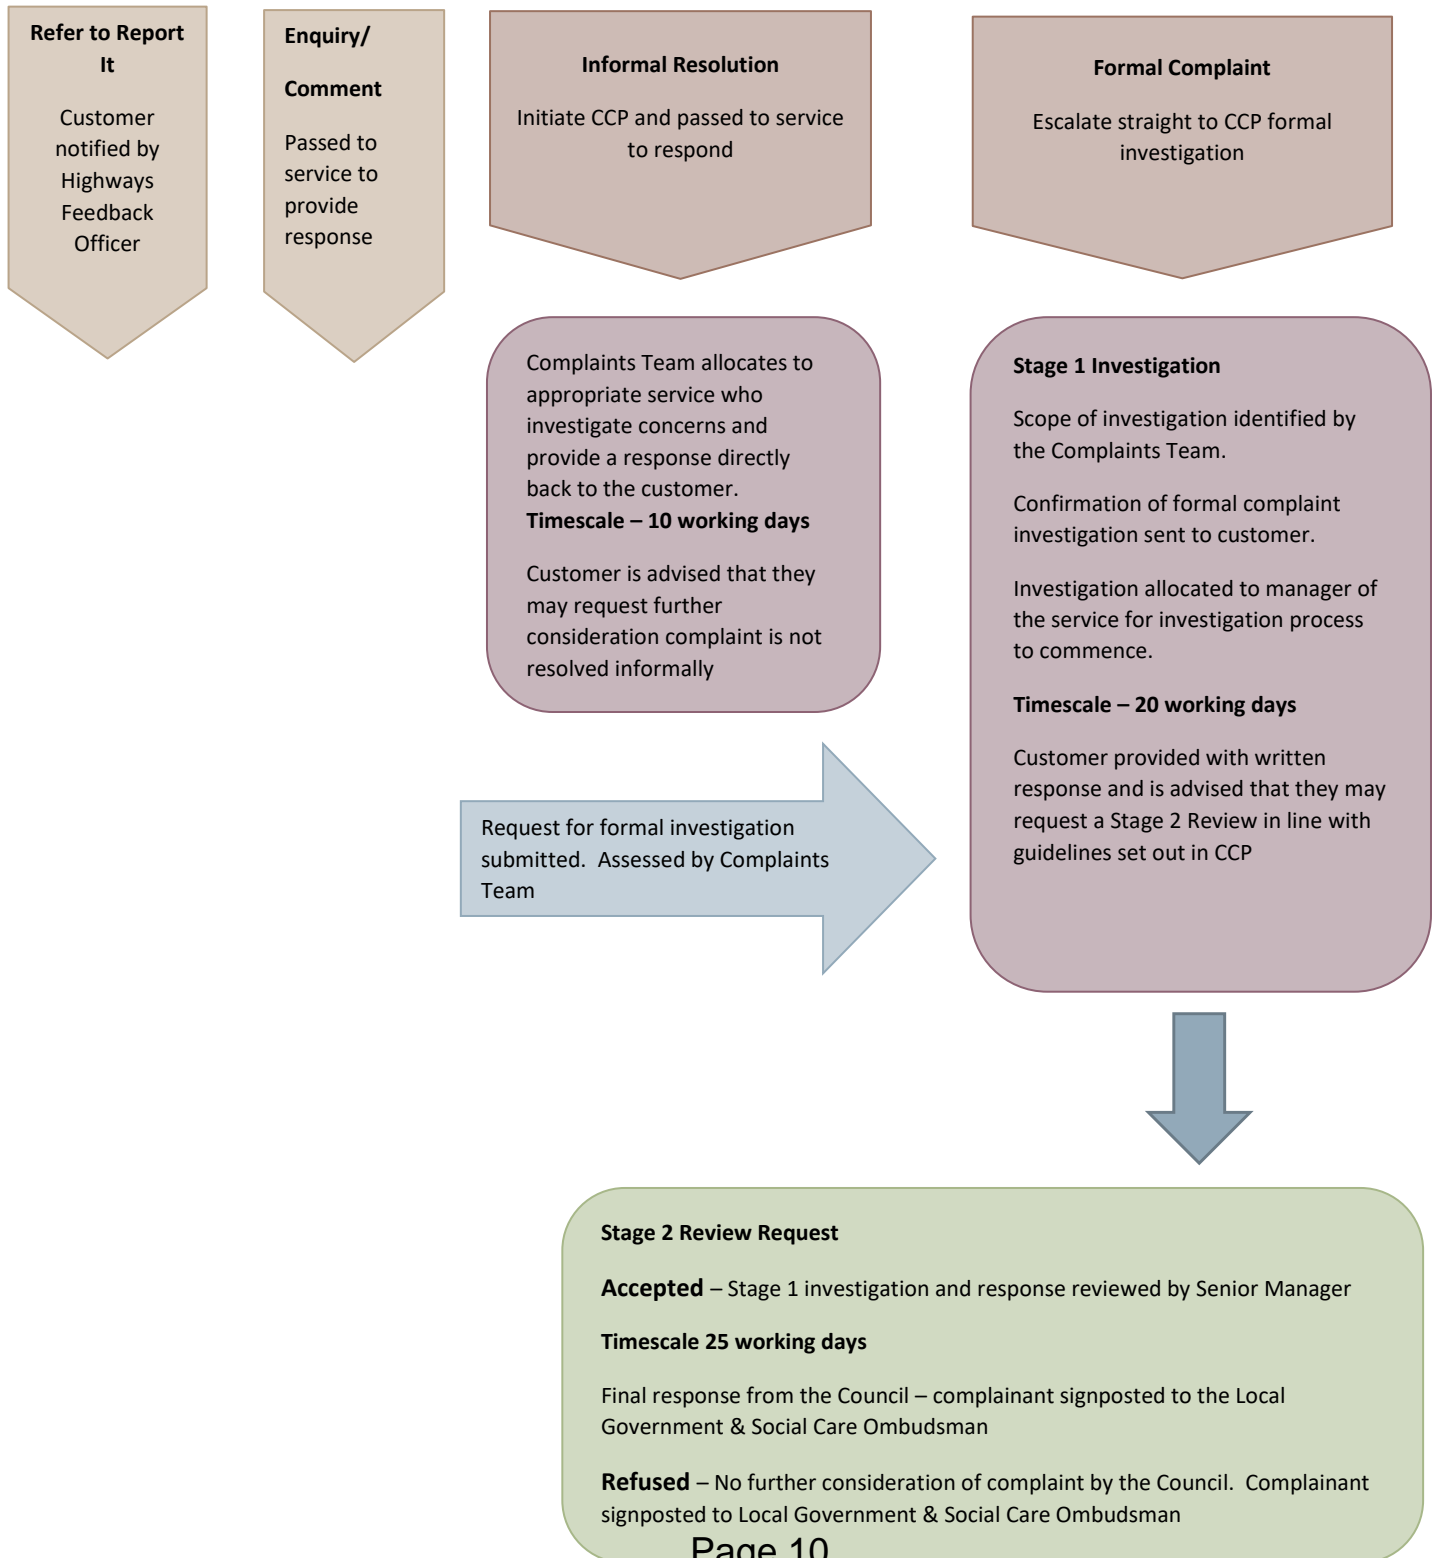 Refer to Report
It
Customer
notified by
Highways
Feedback
Officer
Enquiry/
Comment
Passed to
service to
provide
response
Informal Resolution
Initiate CCP and passed to service
to respond
Formal Complaint
Escalate straight to CCP formal
investigation
Complaints Team allocates to
appropriate service who
investigate concerns and
provide a response directly
back to the customer.
Timescale – 10 working days
Customer is advised that they
may request further
consideration complaint is not
resolved informally
Stage 1 Investigation
Scope of investigation identified by
the Complaints Team.
Confirmation of formal complaint
investigation sent to customer.
Investigation allocated to manager of
the service for investigation process
to commence.
Timescale – 20 working days
Customer provided with written
response and is advised that they may
request a Stage 2 Review in line with
guidelines set out in CCP
Request for formal investigation
submitted.  Assessed by Complaints
Team
Stage 2 Review Request
Accepted – Stage 1 investigation and response reviewed by Senior Manager
Timescale 25 working days
Final response from the Council – complainant signposted to the Local
Government & Social Care Ombudsman
Refused – No further consideration of complaint by the Council.  Complainant
signposted to Local Government & Social Care Ombudsman
Page 10